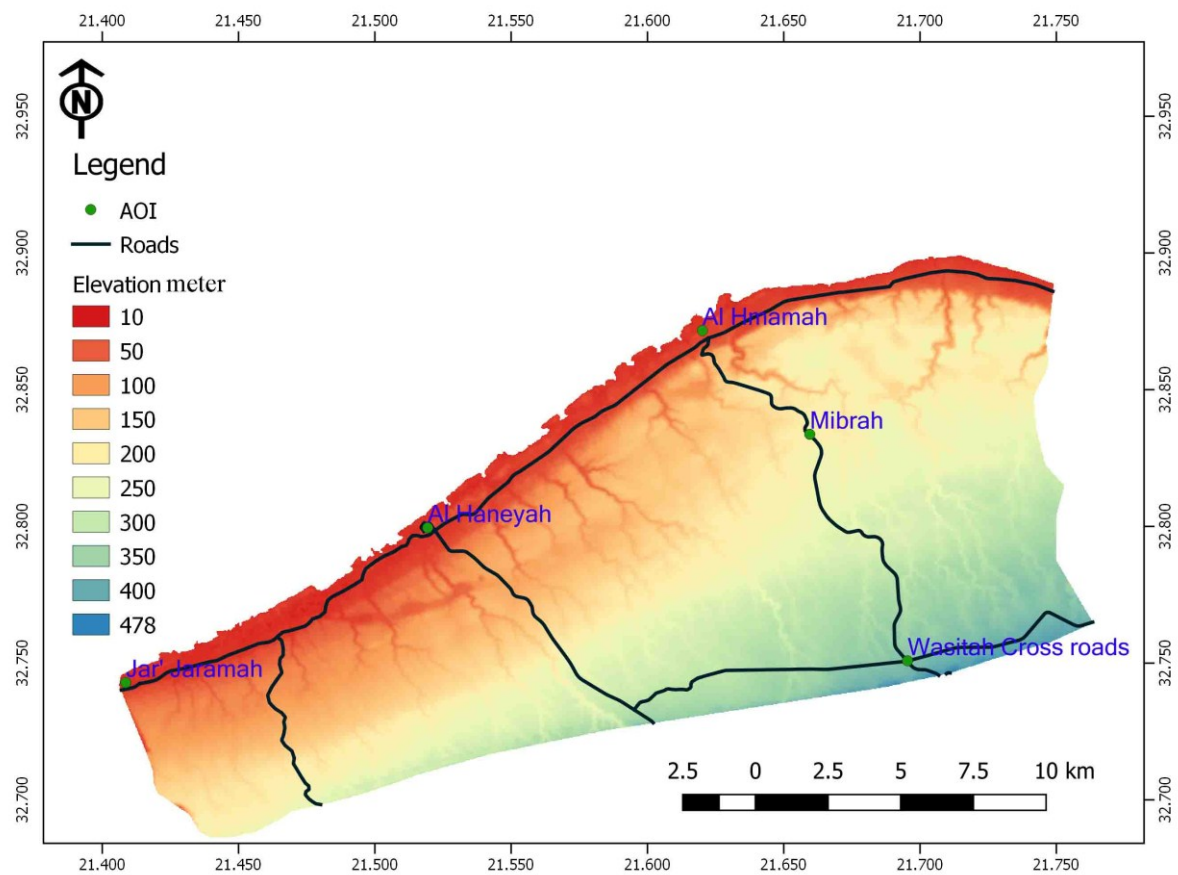 21.400 21.450 21.500 21.550 21.600 21.650 21.700 21.750
32.950
32.900
32.850
32.800
32.750
32.700
N
Legend
AOI
Roads
Elevation meter
10
50
100
150
200
250
300
350
400
478
Al Hmamah
Mibrah
Al Haneyah
Wasitah Cross roads
Jar' Jaramah
2.5 0 2.5 5 7.5 10 km
32.950
32.900
32.850
32.800
32.750
32.700
21.400 21.450 21.500 21.550 21.600 21.650 21.700 21.750